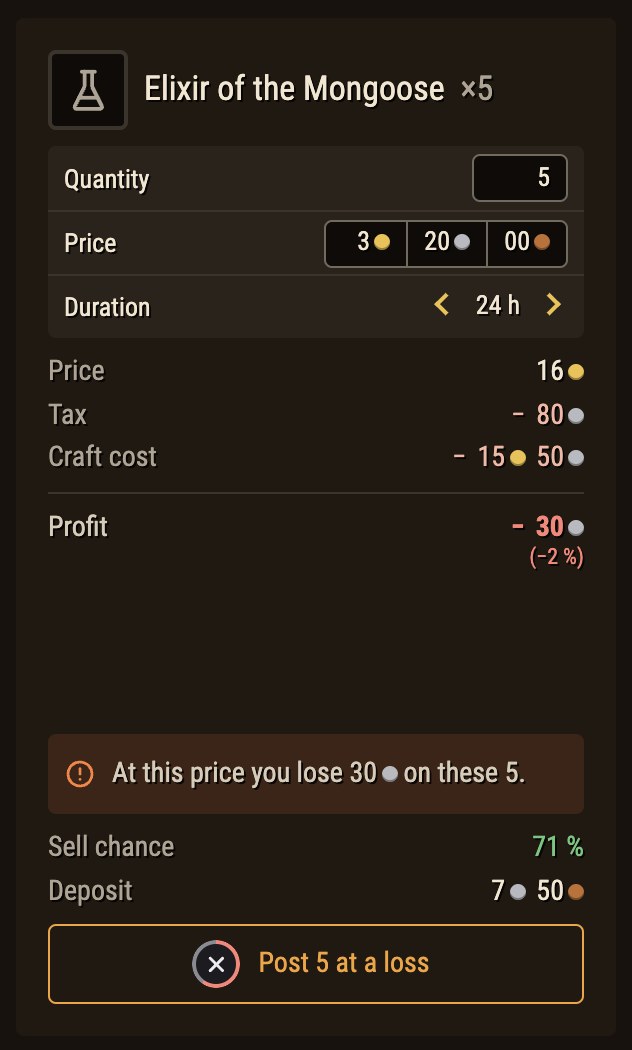 Elixir of the Mongoose ×5
Quantity 5
Price 3 20 00
Duration 24 h
Price 16
Tax − 80
Craft cost − 15 50
Profit − 30
(−2 %)
At this price you lose 30 on these 5.
Sell chance 71 %
Deposit 7 50
Post 5 at a loss